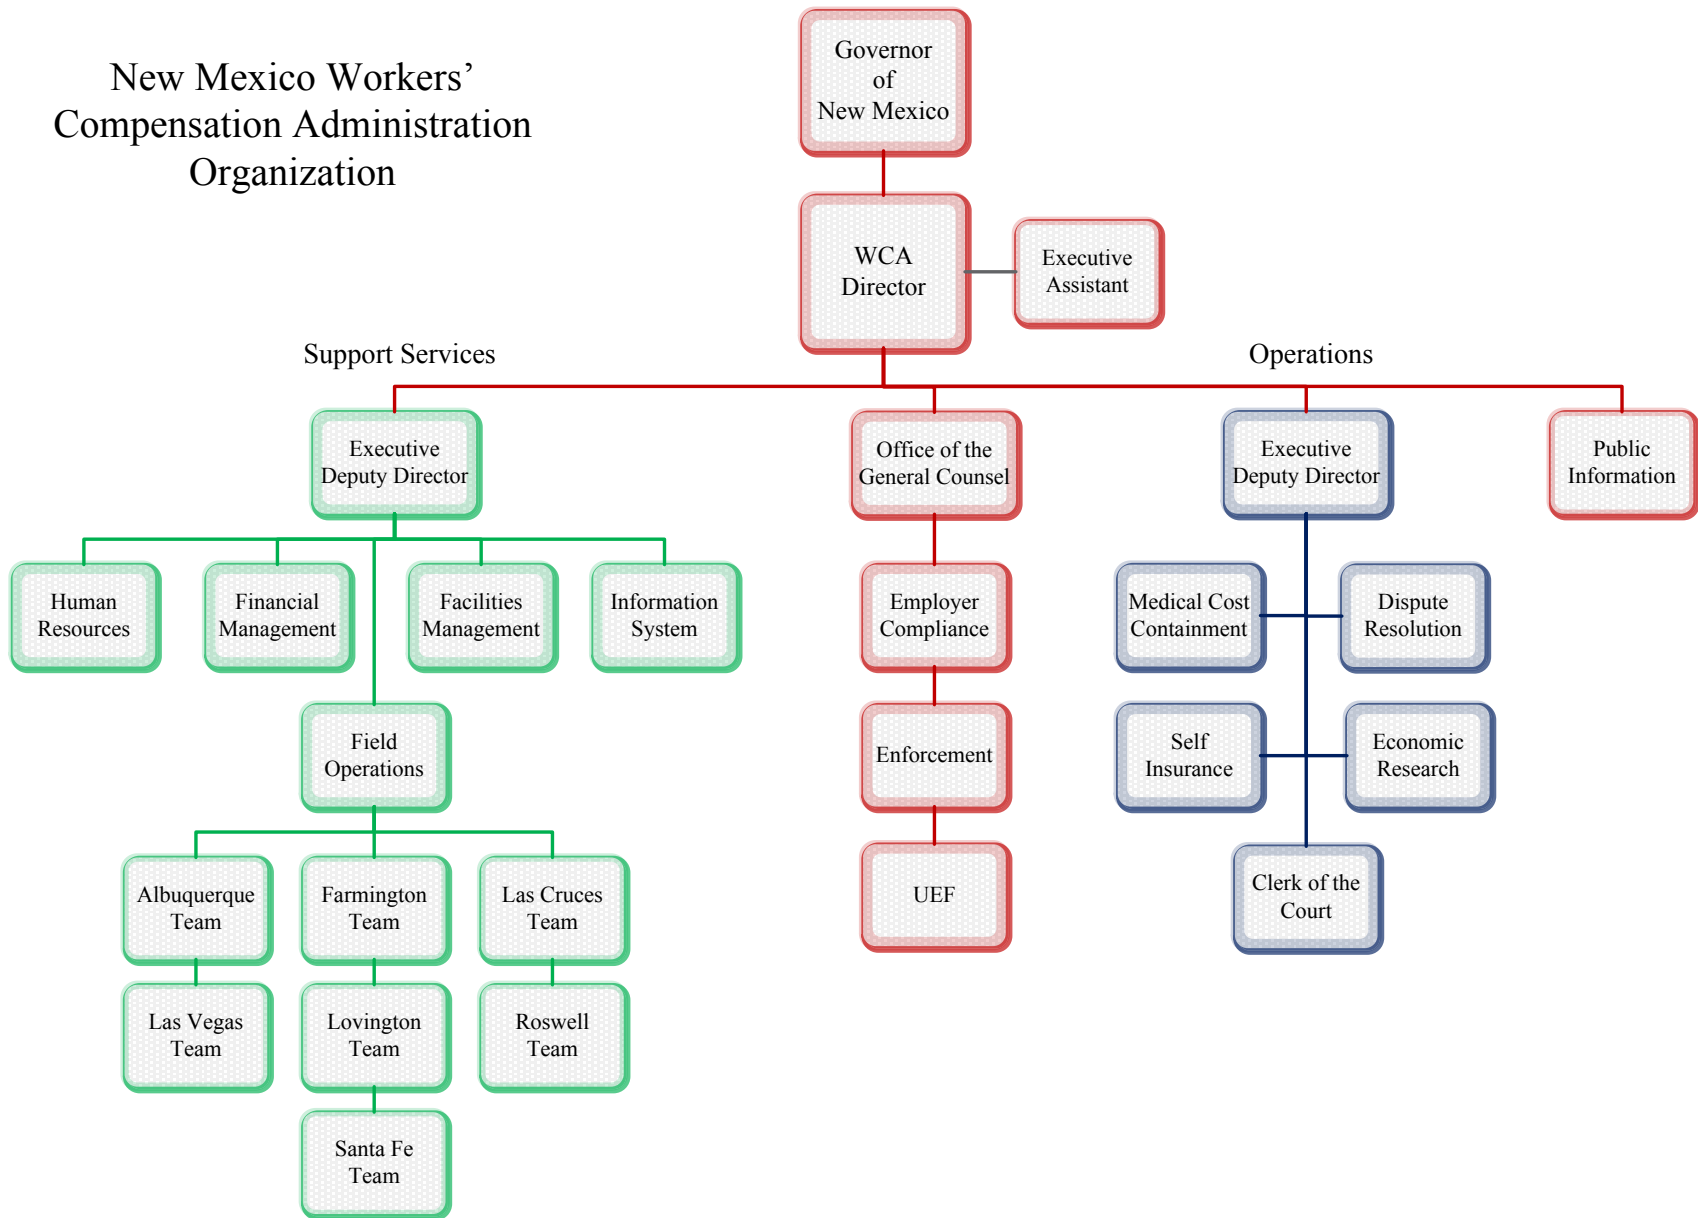 New Mexico Workers’
Compensation Administration
Organization
Governor
of
New Mexico
WCA
Director
Executive
Assistant
Support Services
Operations
Executive
Deputy Director
Office of the
General Counsel
Executive
Deputy Director
Public
Information
Human
Resources
Financial
Management
Facilities
Management
Information
System
Employer
Compliance
Medical Cost
Containment
Dispute
Resolution
Field
Operations
Enforcement
Self
Insurance
Economic
Research
Albuquerque
Team
Farmington
Team
Las Cruces
Team
UEF
Clerk of the
Court
Las Vegas
Team
Lovington
Team
Roswell
Team
Santa Fe
Team